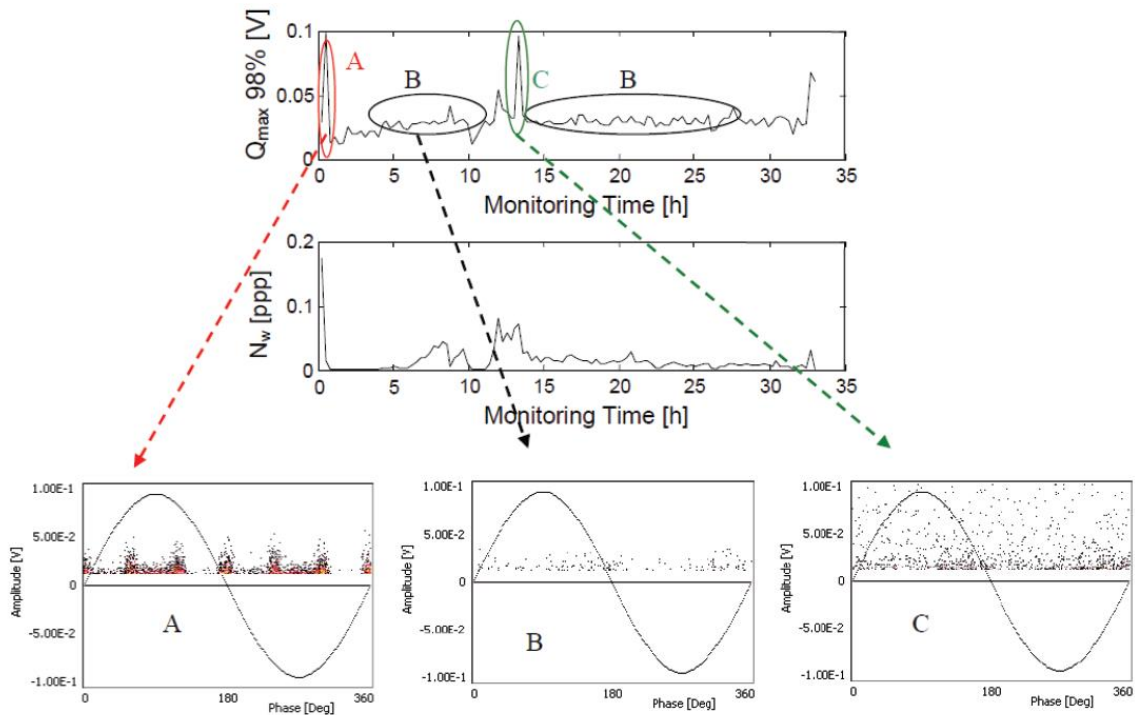 Q_max 98% [V]
0.1
0.05
0
A
B
C
B
0 5 10 15 20 25 30 35
Monitoring Time [h]
N_w [ppp]
0.2
0.1
0
0 5 10 15 20 25 30 35
Monitoring Time [h]
Amplitude [V]
1.00E-1
5.00E-2
0
-5.00E-2
-1.00E-1
A
0 180 360
Phase [Deg]
Amplitude [V]
1.00E-1
5.00E-2
0
-5.00E-2
-1.00E-1
B
0 180 360
Phase [Deg]
Amplitude [V]
1.00E-1
5.00E-2
0
-5.00E-2
-1.00E-1
C
0 180 360
Phase [Deg]